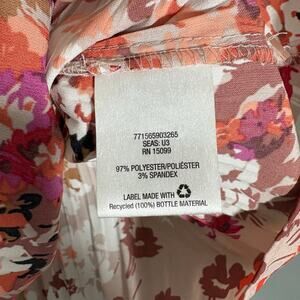 771565903265
SEAS: U3
RN 15099
97% POLYESTER/POLIÉSTER
3% SPANDEX
LABEL MADE WITH
Recycled (100%) BOTTLE MATERIAL